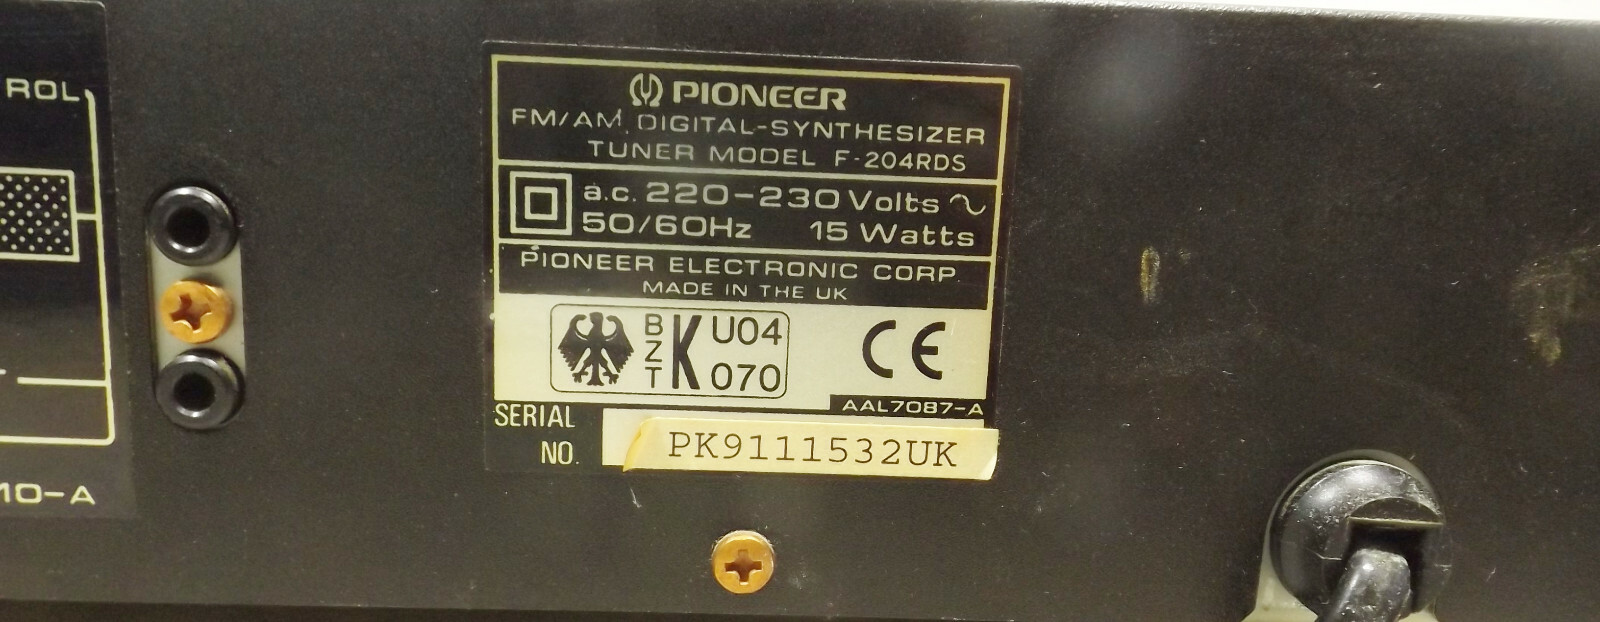 ROL
PIONEER
FM/AM DIGITAL-SYNTHESIZER
TUNER MODEL F-204RDS
a.c. 220-230 Volts ~
50/60Hz 15 Watts
PIONEER ELECTRONIC CORP.
MADE IN THE UK
BZT K U04 070
CE
AAL7087-A
SERIAL NO. PK9111532UK
10-A